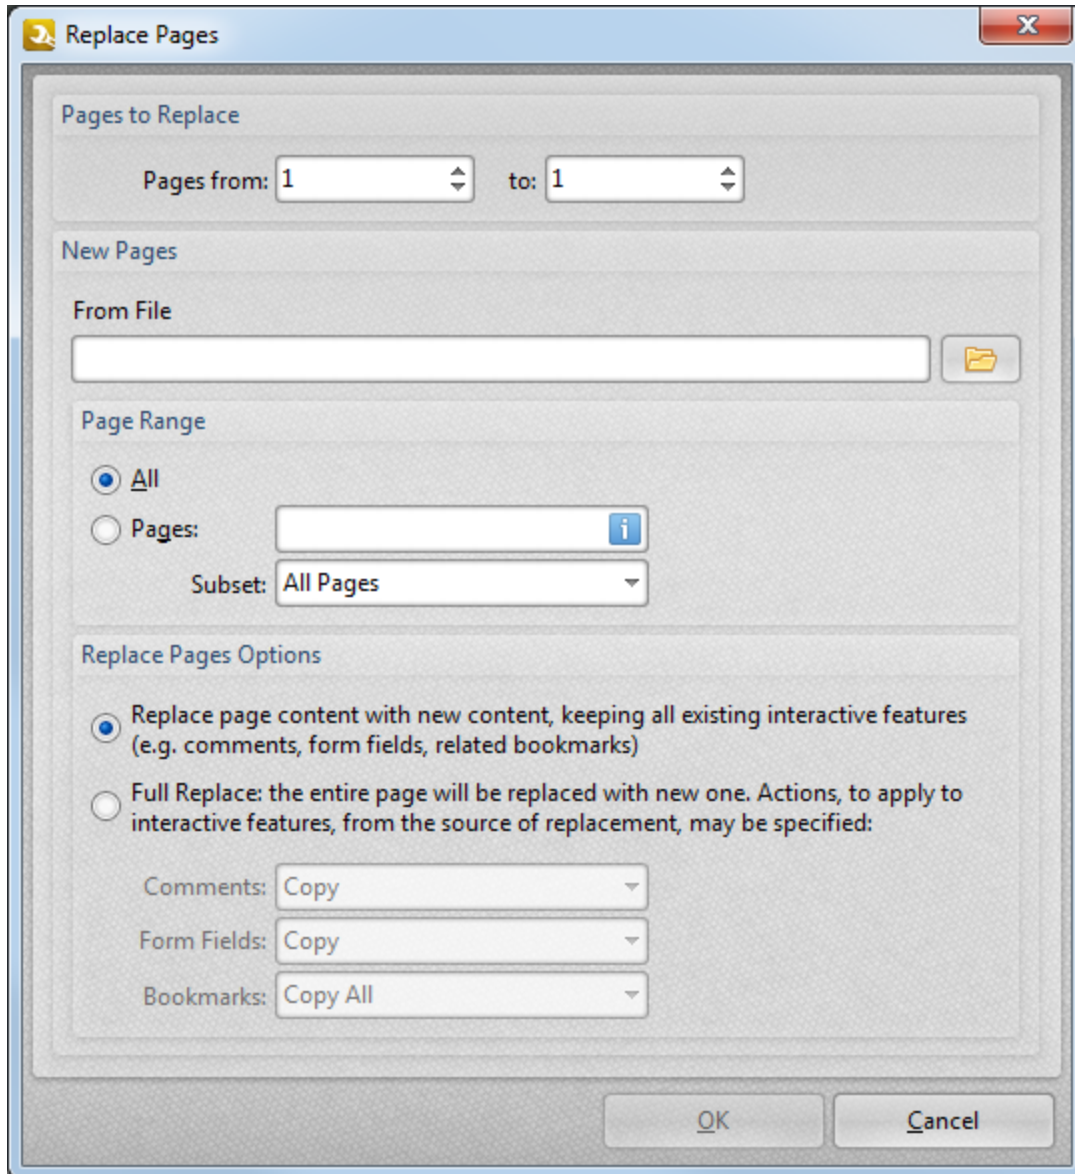 Replace Pages
Pages to Replace
Pages from: 1 to: 1
New Pages
From File
Page Range
All
Pages:
Subset: All Pages
Replace Pages Options
Replace page content with new content, keeping all existing interactive features
(e.g. comments, form fields, related bookmarks)
Full Replace: the entire page will be replaced with new one. Actions, to apply to
interactive features, from the source of replacement, may be specified:
Comments: Copy
Form Fields: Copy
Bookmarks: Copy All
OK Cancel